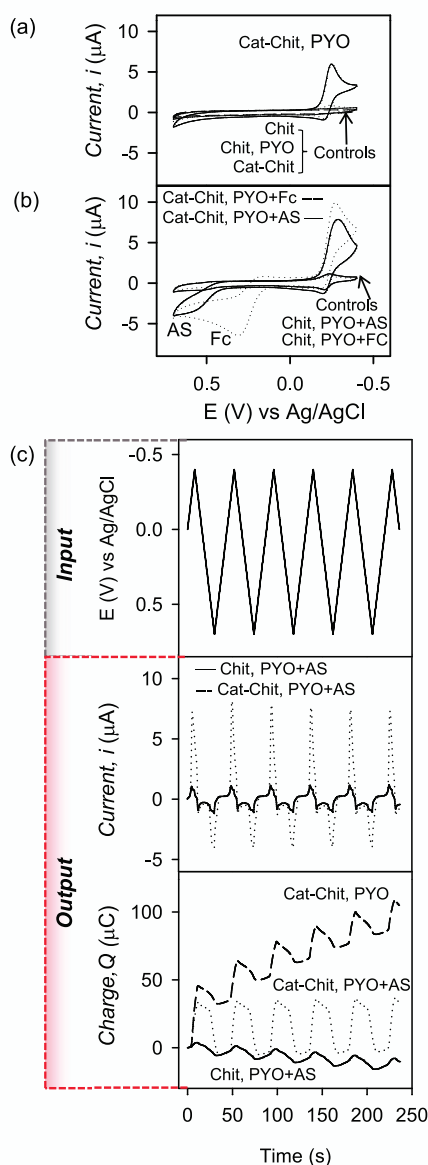 (a)
10
5
0
-5
Current, i (µA)
Cat-Chit, PYO
Chit
Chit, PYO
Cat-Chit
Controls
(b)
10
5
0
-5
Current, i (µA)
Cat-Chit, PYO+Fc
Cat-Chit, PYO+AS
AS
Fc
Controls
Chit, PYO+AS
Chit, PYO+FC
0.5
0.0
-0.5
E (V) vs Ag/AgCl
(c)
Input
E (V) vs Ag/AgCl
-0.5
0.0
0.5
Output
Current, i (µA)
10
5
0
-5
Chit, PYO+AS
Cat-Chit, PYO+AS
Charge, Q (µC)
100
50
0
Cat-Chit, PYO
Cat-Chit, PYO+AS
Chit, PYO+AS
0 50 100 150 200 250
Time (s)